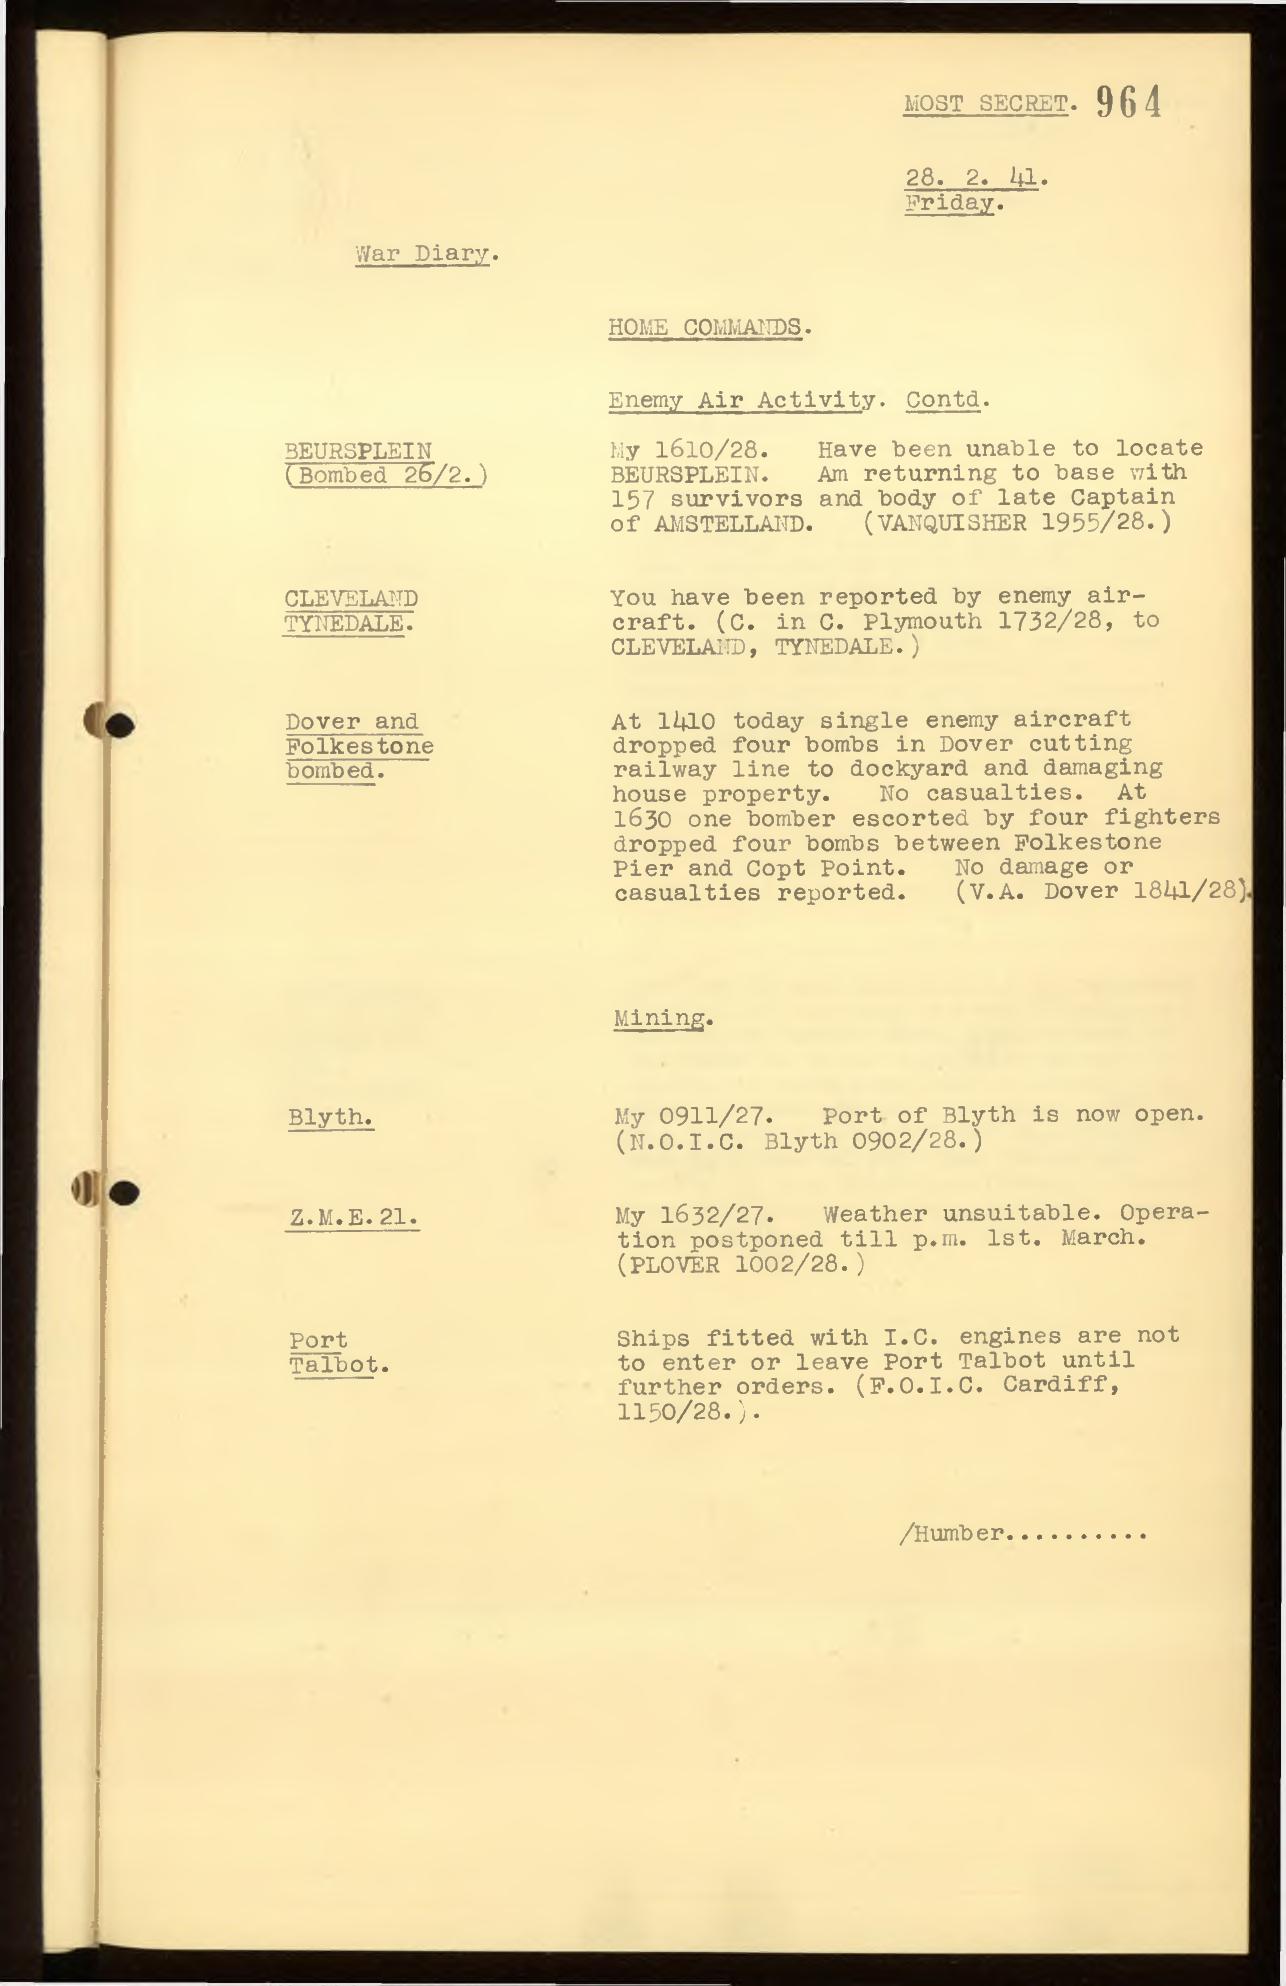 MOST SECRET. 964
28. 2. 41.
Friday.
War Diary.
HOME COMMANDS.
Enemy Air Activity. Contd.
BEURSPLEIN
(Bombed 26/2.)
My 1610/28. Have been unable to locate
BEURSPLEIN. Am returning to base with
157 survivors and body of late Captain
of AMSTELLAND. (VANQUISHER 1955/28.)
CLEVELAND
TYNEDALE.
You have been reported by enemy air-
craft. (C. in C. Plymouth 1732/28, to
CLEVELAND, TYNEDALE.)
Dover and
Folkestone
bombed.
At 1410 today single enemy aircraft
dropped four bombs in Dover cutting
railway line to dockyard and damaging
house property. No casualties. At
1630 one bomber escorted by four fighters
dropped four bombs between Folkestone
Pier and Copt Point. No damage or
casualties reported. (V.A. Dover 1841/28).
Mining.
Blyth.
My 0911/27. Port of Blyth is now open.
(N.O.I.C. Blyth 0902/28.)
Z.M.E.21.
My 1632/27. Weather unsuitable. Opera-
tion postponed till p.m. 1st. March.
(PLOVER 1002/28.)
Port
Talbot.
Ships fitted with I.C. engines are not
to enter or leave Port Talbot until
further orders. (F.O.I.C. Cardiff,
1150/28.).
/Humber..........